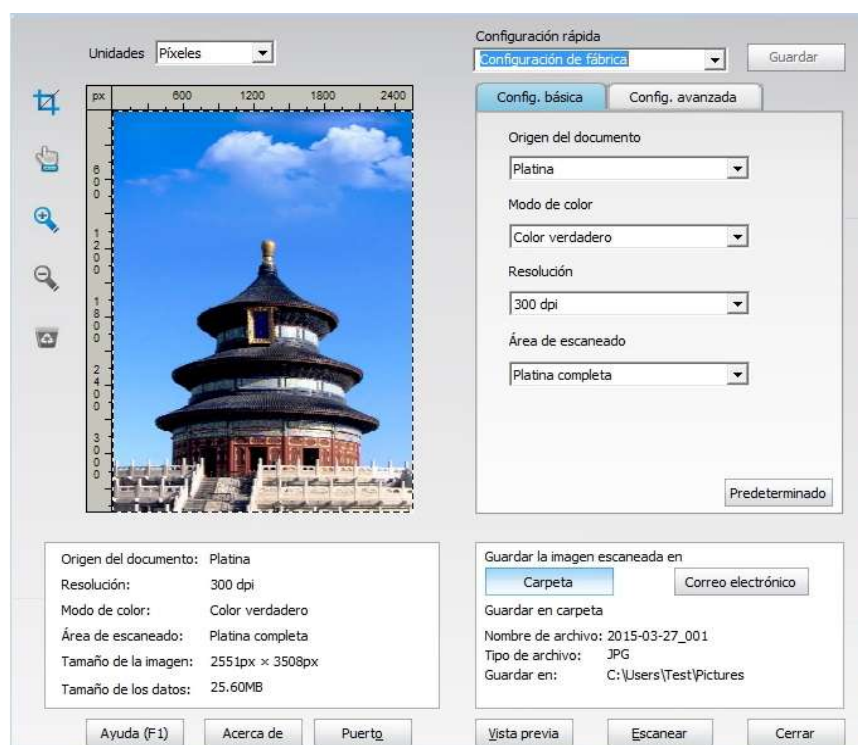 Unidades Píxeles
Configuración rápida
Configuración de fábrica Guardar
px 600 1200 1800 2400
600
1200
1800
2400
3000
Config. básica Config. avanzada
Origen del documento
Platina
Modo de color
Color verdadero
Resolución
300 dpi
Área de escaneado
Platina completa
Predeterminado
Origen del documento: Platina
Resolución: 300 dpi
Modo de color: Color verdadero
Área de escaneado: Platina completa
Tamaño de la imagen: 2551px × 3508px
Tamaño de los datos: 25.60MB
Guardar la imagen escaneada en
Carpeta Correo electrónico
Guardar en carpeta
Nombre de archivo: 2015-03-27_001
Tipo de archivo: JPG
Guardar en: C:\Users\Test\Pictures
Ayuda (F1) Acerca de Puerto Vista previa Escanear Cerrar